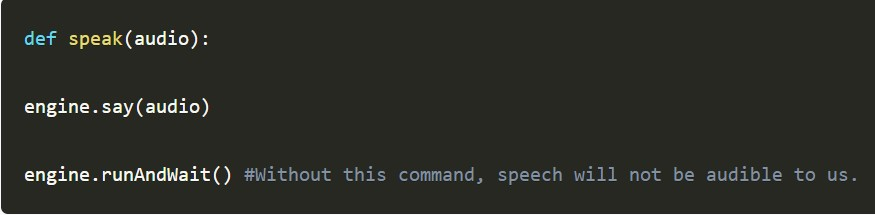 def speak(audio):
engine.say(audio)
engine.runAndWait() #Without this command, speech will not be audible to us.